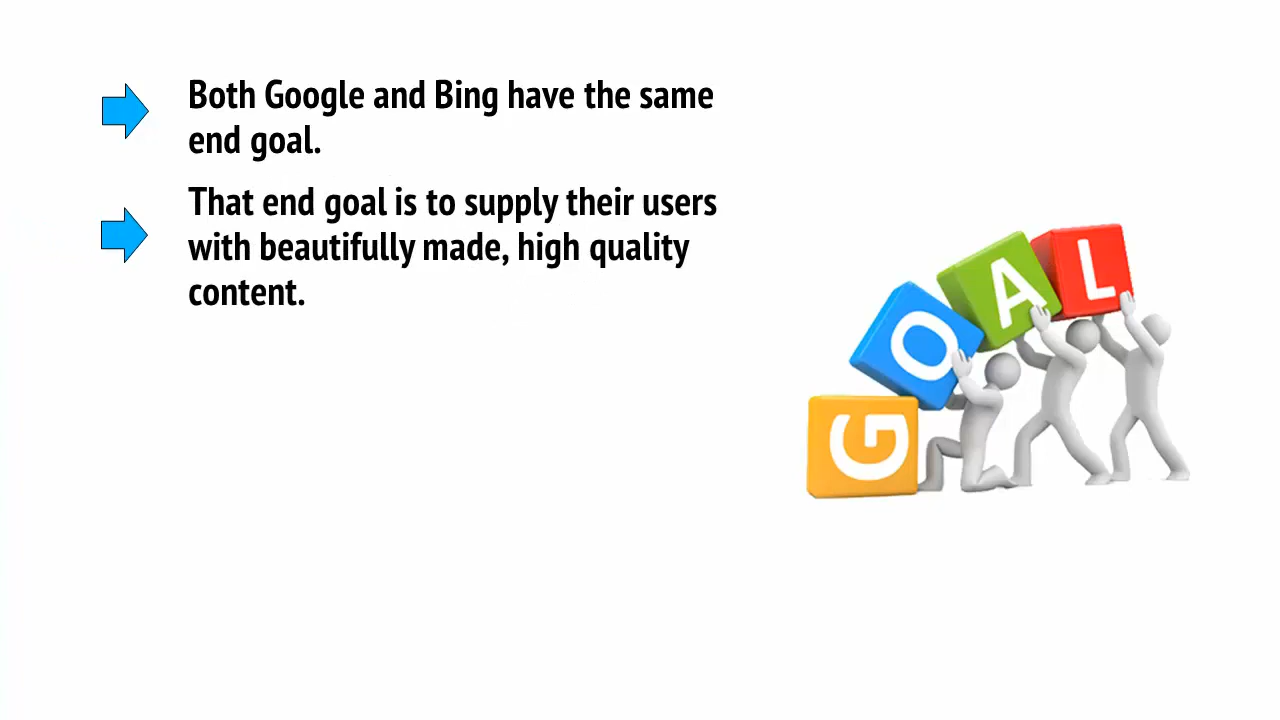 Both Google and Bing have the same
end goal.
That end goal is to supply their users
with beautifully made, high quality
content.
GOAL